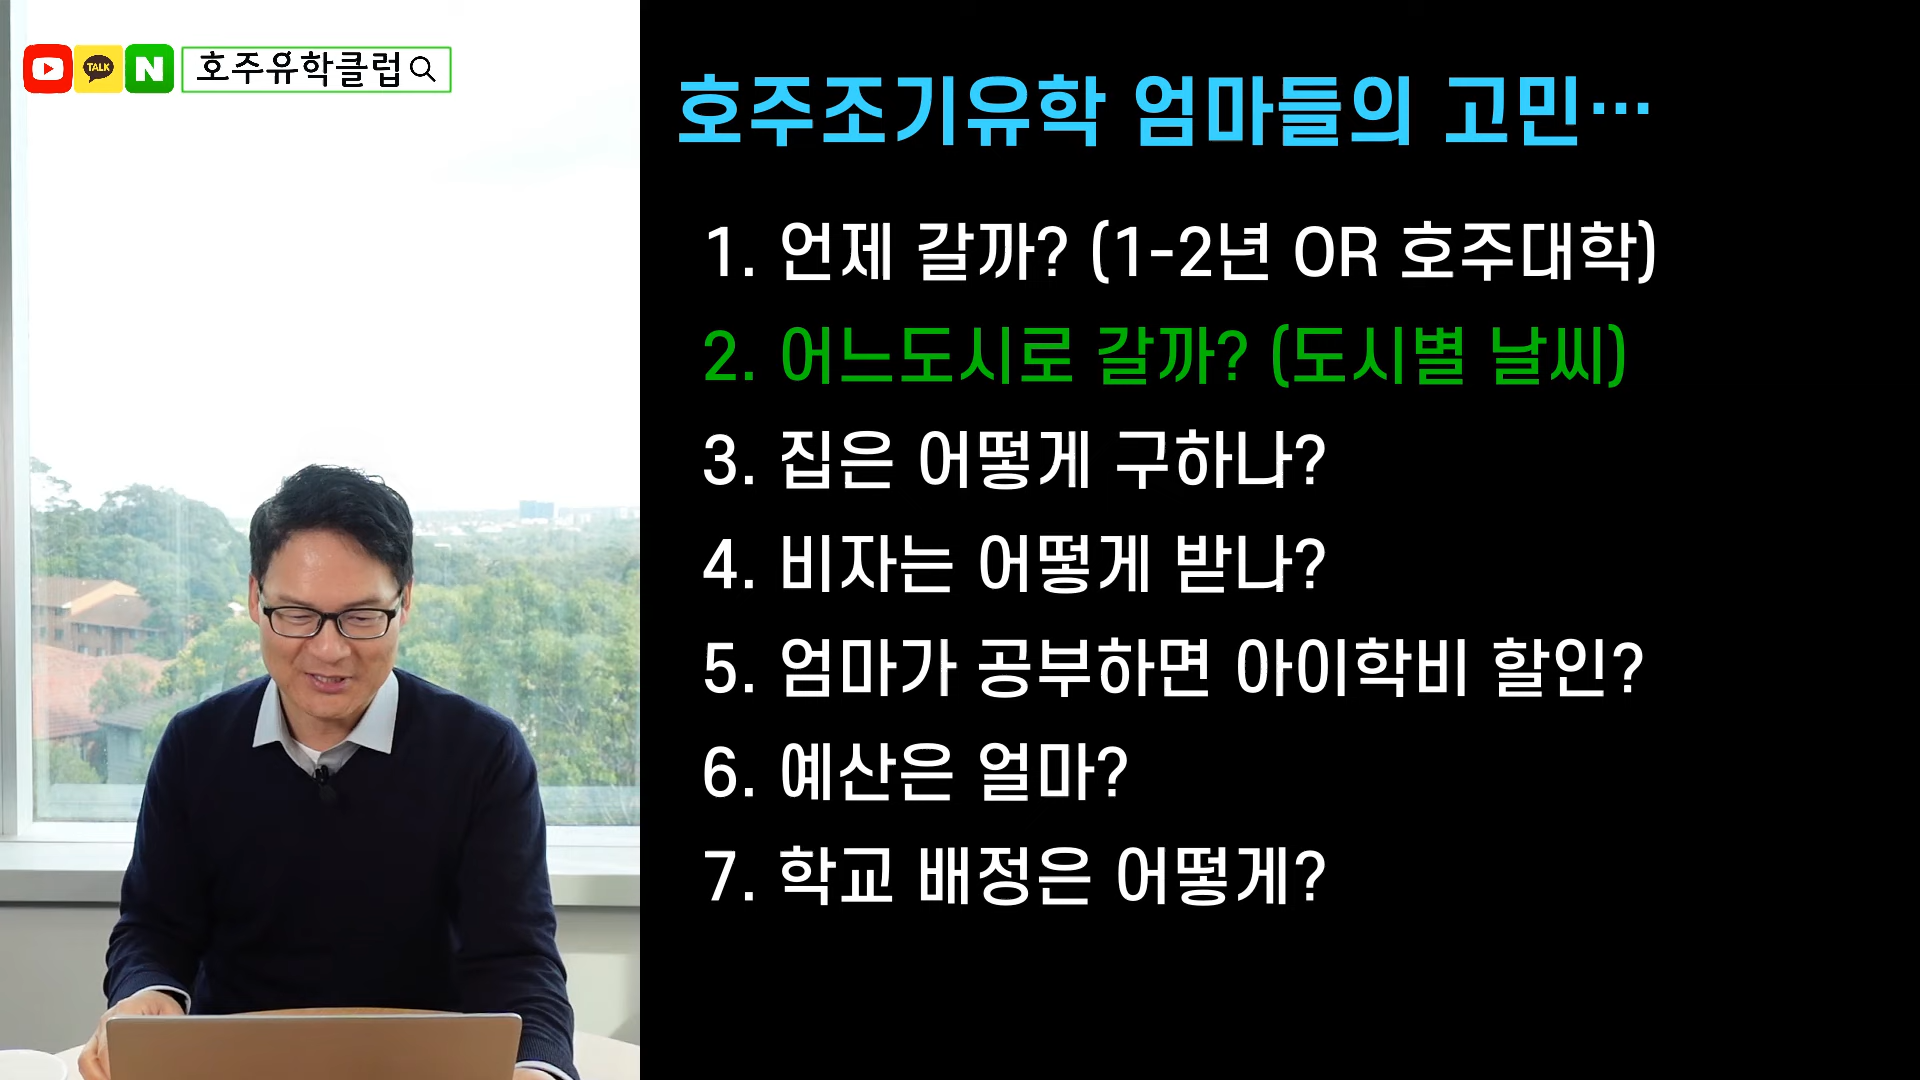 TALK
N
호주유학클럽
호주조기유학 엄마들의 고민…
1. 언제 갈까? (1-2년 OR 호주대학)
2. 어느도시로 갈까? (도시별 날씨)
3. 집은 어떻게 구하나?
4. 비자는 어떻게 받나?
5. 엄마가 공부하면 아이학비 할인?
6. 예산은 얼마?
7. 학교 배정은 어떻게?